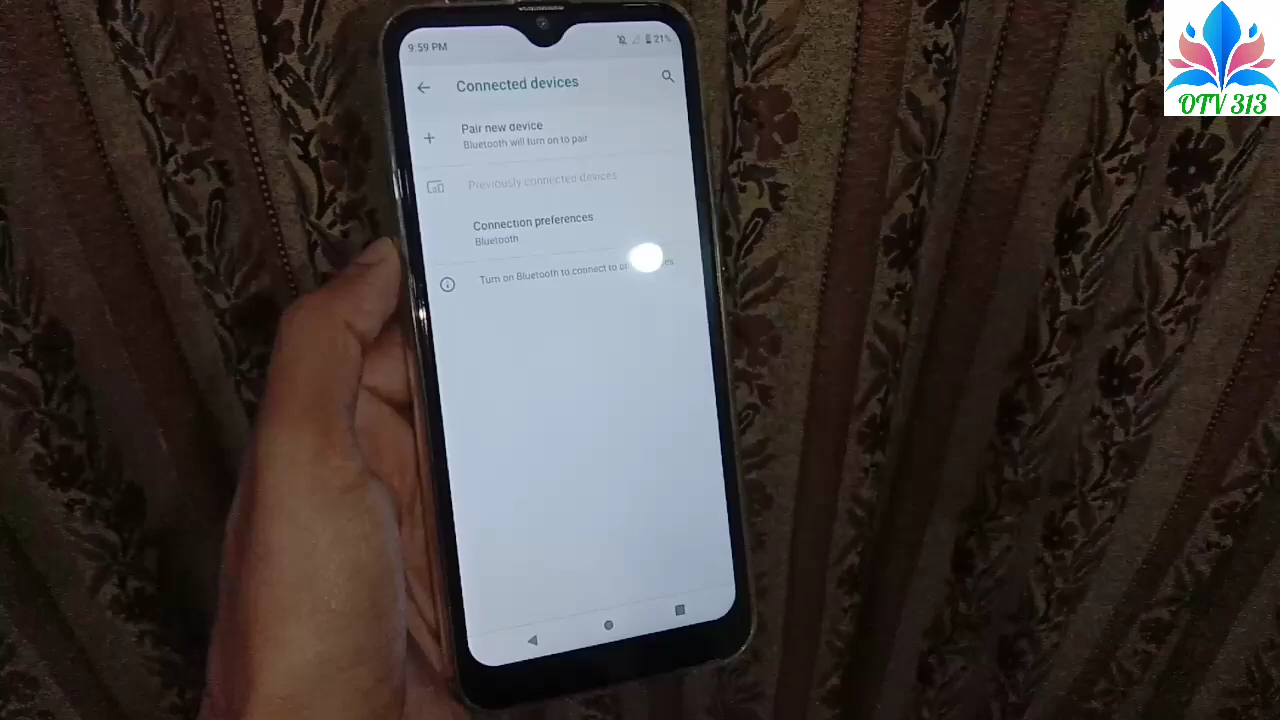 OTV 313
9:59 PM
21%
Connected devices
Pair new device
Bluetooth will turn on to pair
Previously connected devices
Connection preferences
Bluetooth
Turn on Bluetooth to connect to